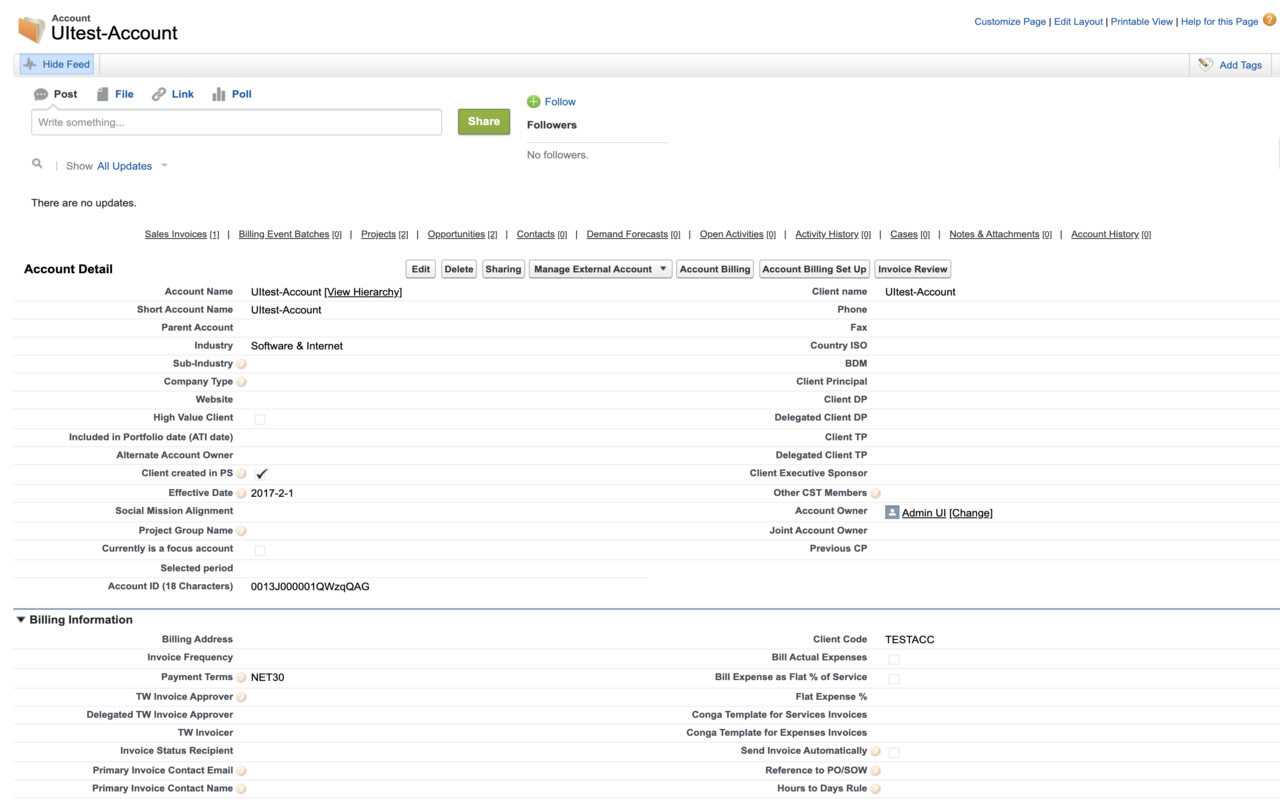 Account
UItest-Account
Customize Page | Edit Layout | Printable View | Help for this Page ?
Hide Feed
Add Tags
Post File Link Poll
Write something...
Share
Follow
Followers
No followers.
Show All Updates
There are no updates.
Sales Invoices [1] | Billing Event Batches [0] | Projects [2] | Opportunities [2] | Contacts [0] | Demand Forecasts [0] | Open Activities [0] | Activity History [0] | Cases [0] | Notes & Attachments [0] | Account History [0]
Account Detail
Edit Delete Sharing Manage External Account Account Billing Account Billing Set Up Invoice Review
Account Name UItest-Account [View Hierarchy] Client name UItest-Account
Short Account Name UItest-Account Phone
Parent Account Fax
Industry Software & Internet Country ISO
Sub-Industry ? BDM
Company Type ? Client Principal
Website Client DP
High Value Client Delegated Client DP
Included in Portfolio date (ATI date) Client TP
Alternate Account Owner Delegated Client TP
Client created in PS ? Client Executive Sponsor
Effective Date ? 2017-2-1 Other CST Members ?
Social Mission Alignment Account Owner Admin UI [Change]
Project Group Name ? Joint Account Owner
Currently is a focus account Previous CP
Selected period
Account ID (18 Characters) 0013J000001QWzqQAG
Billing Information
Billing Address Client Code TESTACC
Invoice Frequency Bill Actual Expenses
Payment Terms ? NET30 Bill Expense as Flat % of Service
TW Invoice Approver ? Flat Expense %
Delegated TW Invoice Approver Conga Template for Services Invoices
TW Invoicer Conga Template for Expenses Invoices
Invoice Status Recipient Send Invoice Automatically ?
Primary Invoice Contact Email ? Reference to PO/SOW ?
Primary Invoice Contact Name ? Hours to Days Rule ?